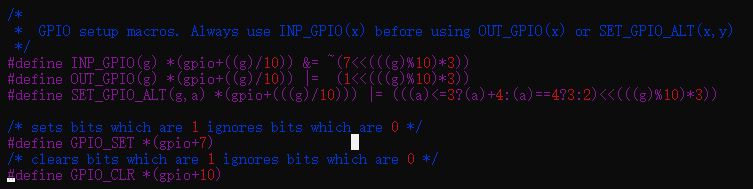 /*
 *  GPIO setup macros. Always use INP_GPIO(x) before using OUT_GPIO(x) or SET_GPIO_ALT(x,y)
 */
#define INP_GPIO(g) *(gpio+((g)/10)) &= ~(7<<(((g)%10)*3))
#define OUT_GPIO(g) *(gpio+((g)/10)) |=  (1<<(((g)%10)*3))
#define SET_GPIO_ALT(g,a) *(gpio+(((g)/10))) |= (((a)<=3?(a)+4:(a)==4?3:2)<<(((g)%10)*3))
/* sets bits which are 1 ignores bits which are 0 */
#define GPIO_SET *(gpio+7)
/* clears bits which are 1 ignores bits which are 0 */
#define GPIO_CLR *(gpio+10)